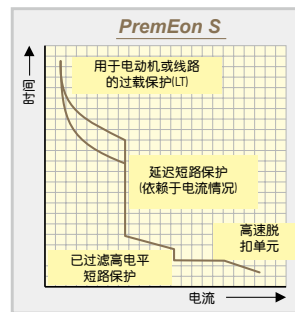 PremEon S
时间
用于电动机或线路
的过载保护(LT)
延迟短路保护
(依赖于电流情况)
高速脱
扣单元
已过滤高电平
短路保护
电流